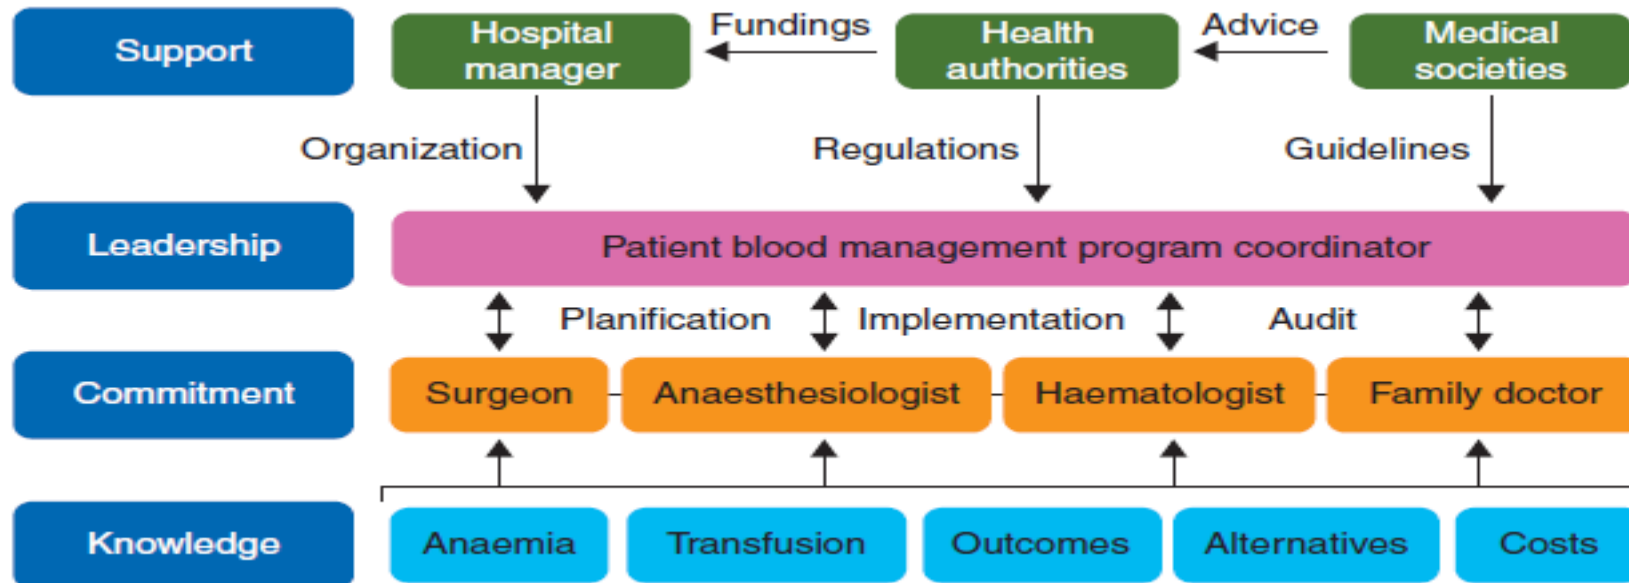 Support
Hospital
manager
Fundings
Health
authorities
Advice
Medical
societies
Organization
Regulations
Guidelines
Leadership
Patient blood management program coordinator
Planification
Implementation
Audit
Commitment
Surgeon
Anaesthesiologist
Haematologist
Family doctor
Knowledge
Anaemia
Transfusion
Outcomes
Alternatives
Costs